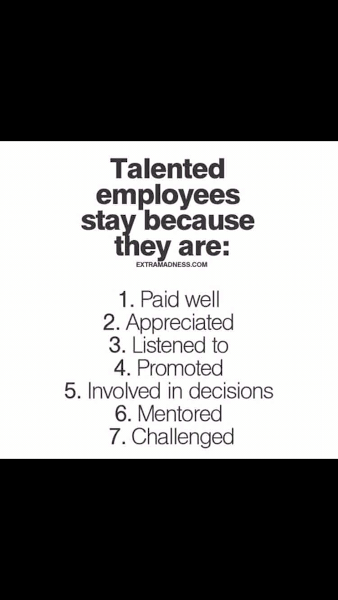 Talented
employees
stay because
they are:
EXTRAMADNESS.COM
1. Paid well
2. Appreciated
3. Listened to
4. Promoted
5. Involved in decisions
6. Mentored
7. Challenged